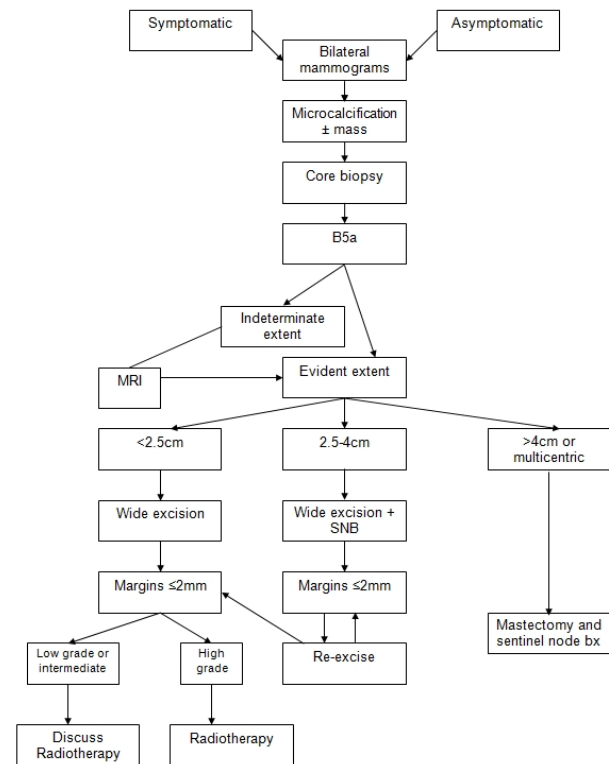 Symptomatic
Asymptomatic
Bilateral
mammograms
Microcalcification
± mass
Core biopsy
B5a
Indeterminate
extent
MRI
Evident extent
<2.5cm
2.5-4cm
>4cm or
multicentric
Wide excision
Wide excision +
SNB
Margins ≤2mm
Margins ≤2mm
Mastectomy and
sentinel node bx
Low grade or
intermediate
High
grade
Re-excise
Discuss
Radiotherapy
Radiotherapy